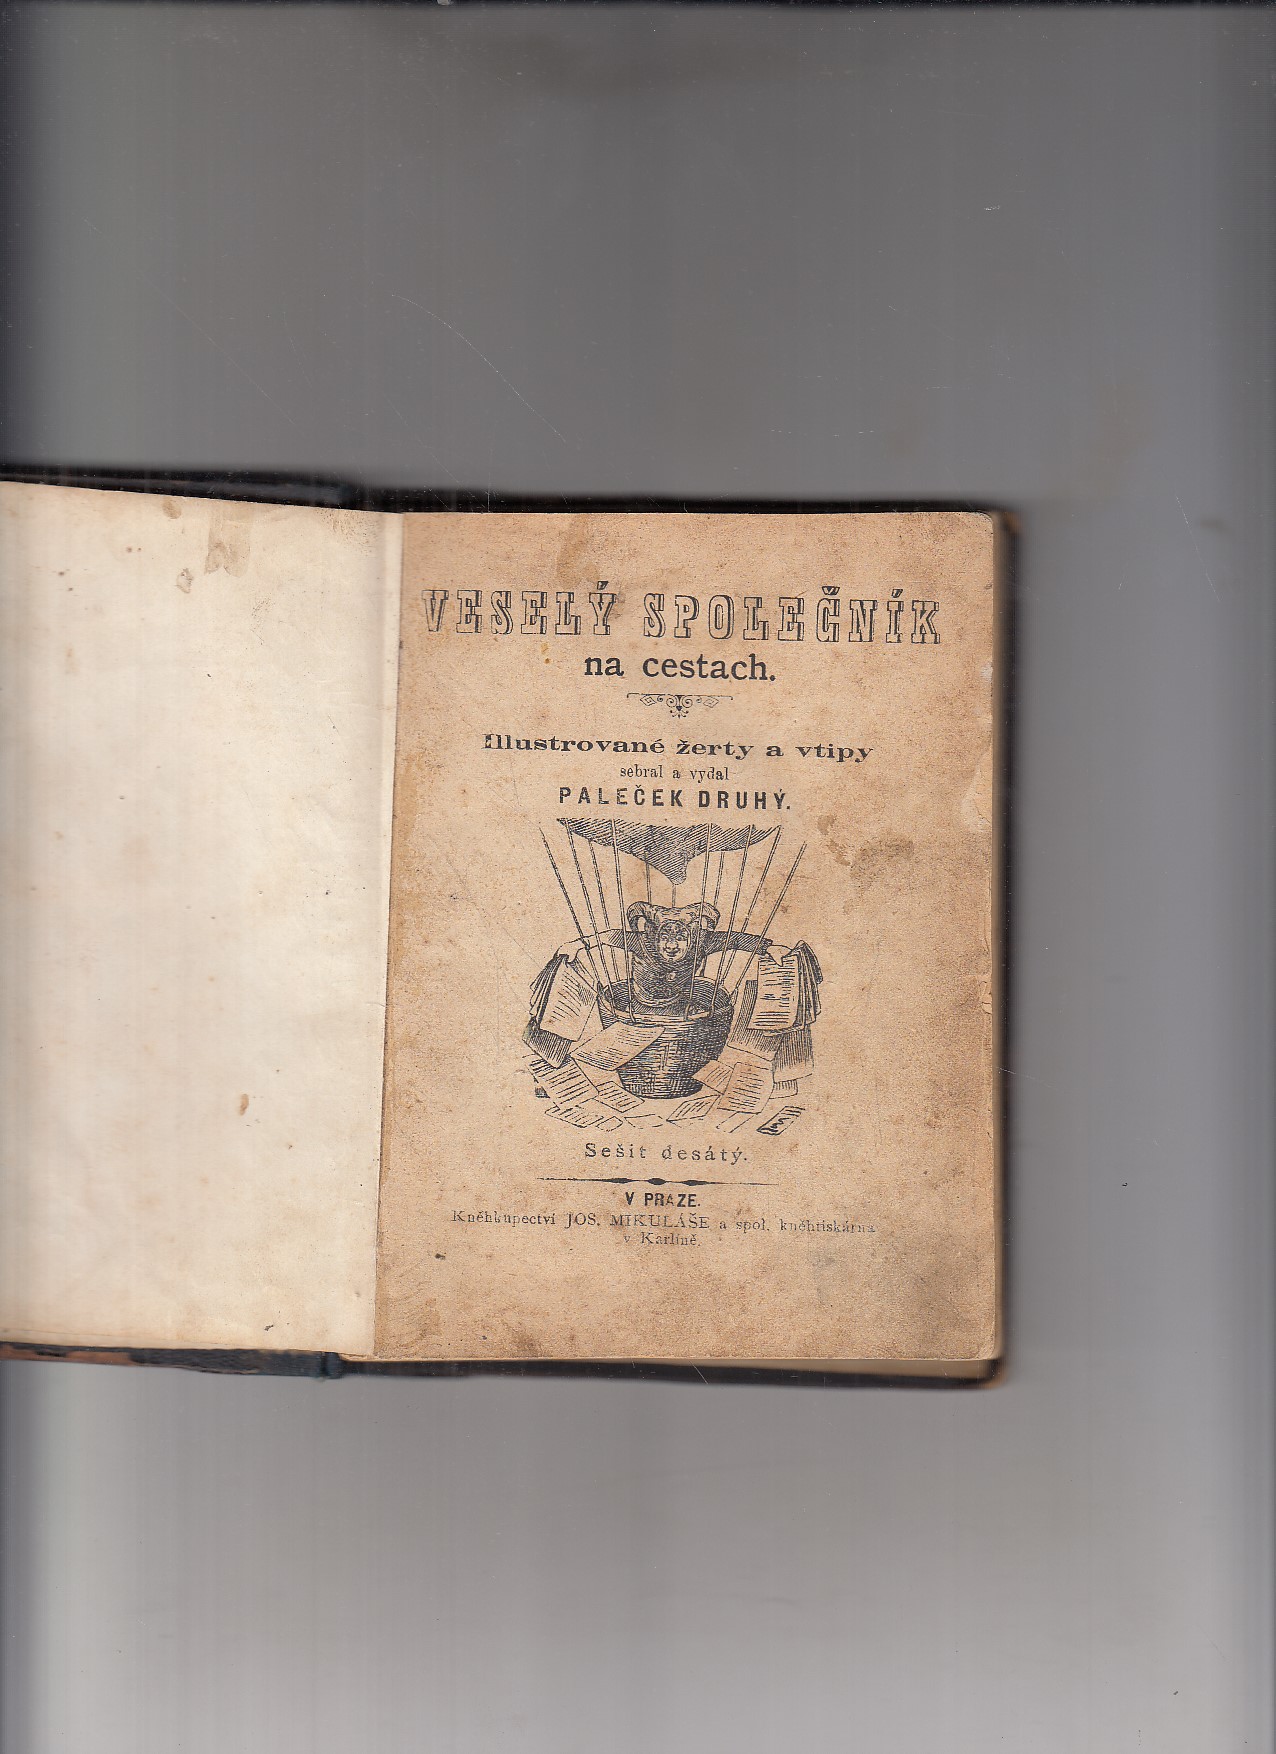 VESELÝ SPOLEČNÍK
na cestach.
Illustrované žerty a vtipy
sebral a vydal
PALEČEK DRUHÝ.
Sešit desátý.
V PRAZE.
Kněhkupectví JOS. MIKULÁŠE a spol. kněhtiskárna
v Karlíně.